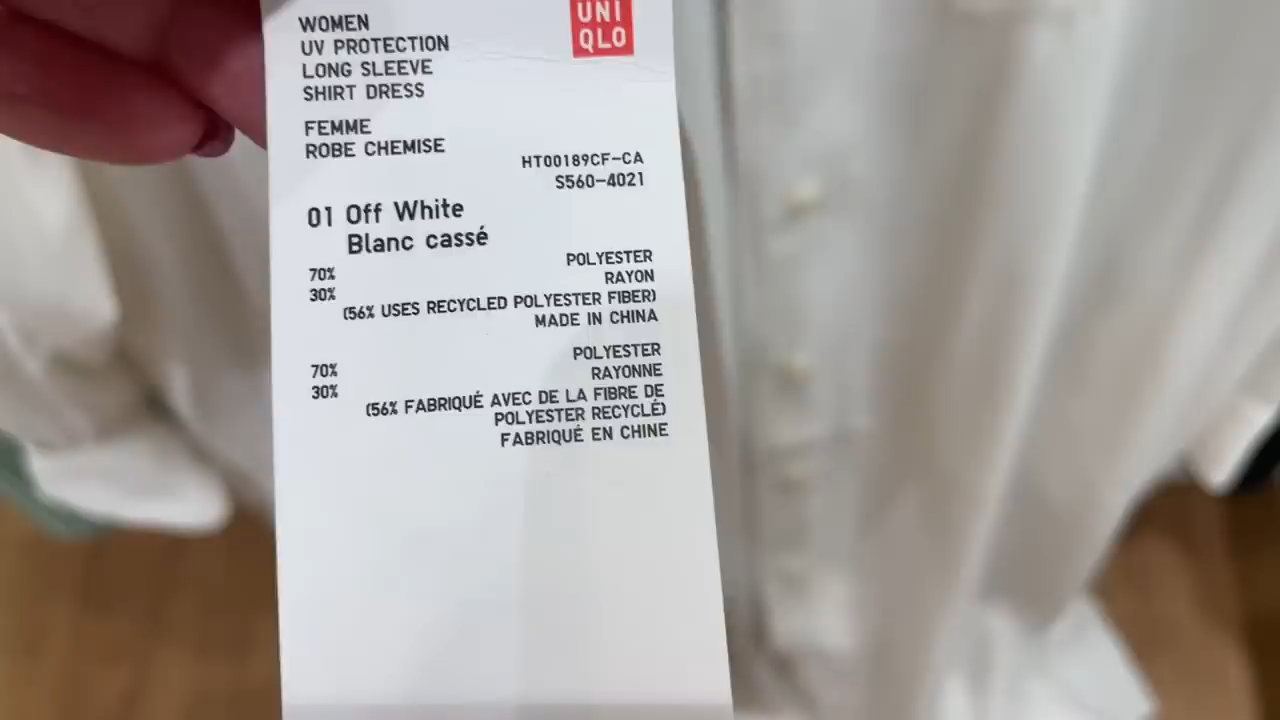 WOMEN
UV PROTECTION
LONG SLEEVE
SHIRT DRESS
UNI
QLO
FEMME
ROBE CHEMISE
HT00189CF-CA
S560-4021
01 Off White
Blanc cassé
70% POLYESTER
30% RAYON
(56% USES RECYCLED POLYESTER FIBER)
MADE IN CHINA
70% POLYESTER
30% RAYONNE
(56% FABRIQUÉ AVEC DE LA FIBRE DE
POLYESTER RECYCLÉ)
FABRIQUÉ EN CHINE